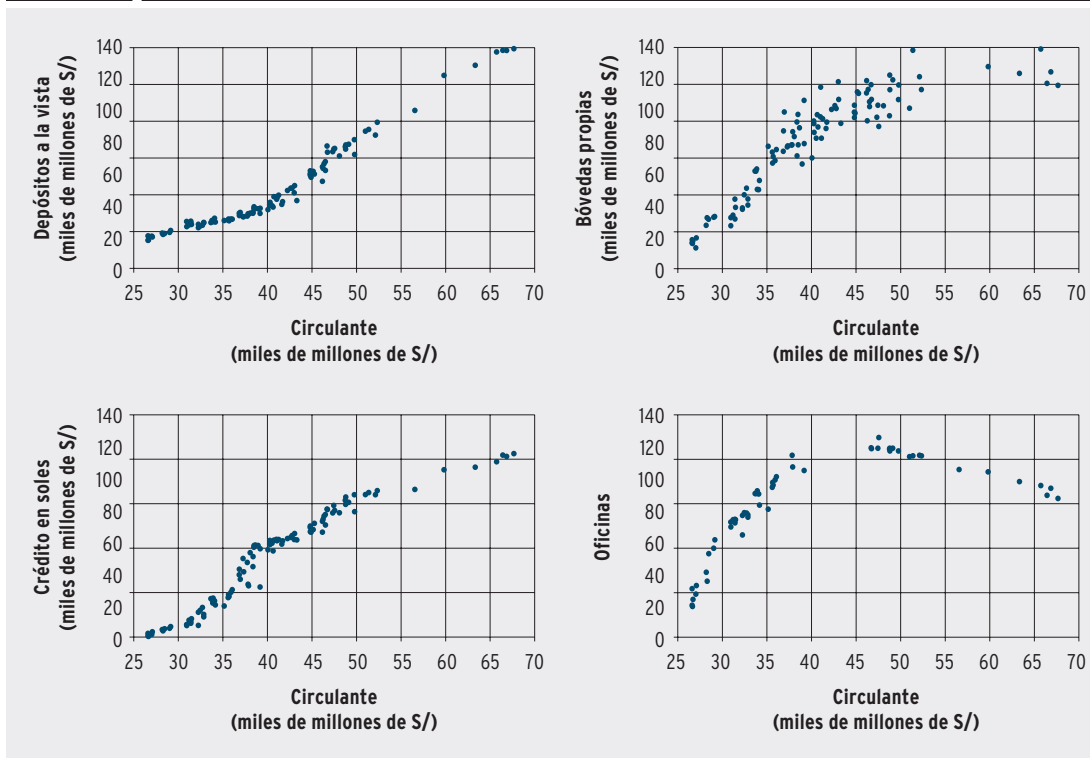 Depósitos a la vista
(miles de millones de S/)
140
120
100
80
60
40
20
0
25 30 35 40 45 50 55 60 65 70
Circulante
(miles de millones de S/)
Bóvedas propias
(miles de millones de S/)
140
120
100
80
60
40
20
0
25 30 35 40 45 50 55 60 65 70
Circulante
(miles de millones de S/)
Crédito en soles
(miles de millones de S/)
140
120
100
80
60
40
20
0
25 30 35 40 45 50 55 60 65 70
Circulante
(miles de millones de S/)
Oficinas
140
120
100
80
60
40
20
0
25 30 35 40 45 50 55 60 65 70
Circulante
(miles de millones de S/)